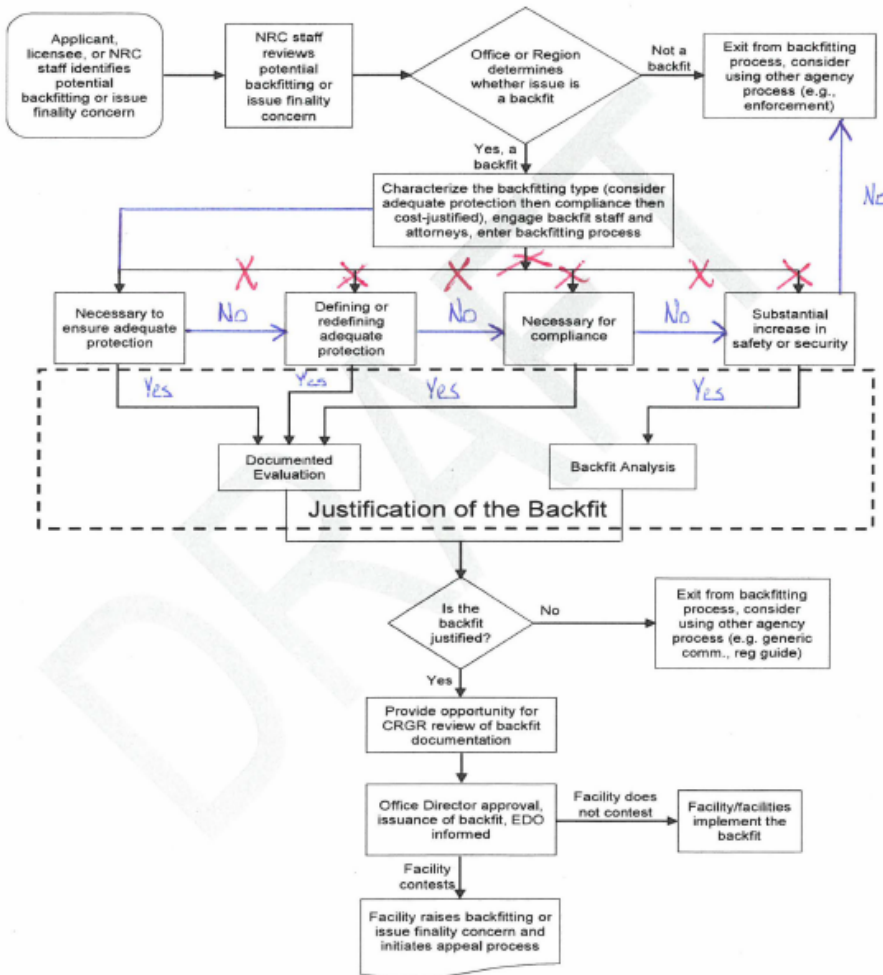 Applicant,
licensee, or NRC
staff identifies
potential
backfitting or issue
finality concern
NRC staff
reviews
potential
backfitting or
issue finality
concern
Office or Region
determines
whether issue is
a backfit
Not a
backfit
Exit from backfitting
process, consider
using other agency
process (e.g.,
enforcement)
Yes, a
backfit
No
Characterize the backfitting type (consider
adequate protection then compliance then
cost-justified), engage backfit staff and
attorneys, enter backfitting process
X X X X X X X
Necessary to
ensure adequate
protection
No
Defining or
redefining
adequate
protection
No
Necessary for
compliance
No
Substantial
increase in
safety or security
Yes
Yes
Yes
Yes
Documented
Evaluation
Backfit Analysis
Justification of the Backfit
Is the
backfit
justified?
No
Exit from backfitting
process, consider
using other agency
process (e.g. generic
comm., reg guide)
Yes
Provide opportunity for
CRGR review of backfit
documentation
Office Director approval,
issuance of backfit, EDO
informed
Facility does
not contest
Facility/facilities
implement the
backfit
Facility
contests
Facility raises backfitting or
issue finality concern and
initiates appeal process
DRAFT